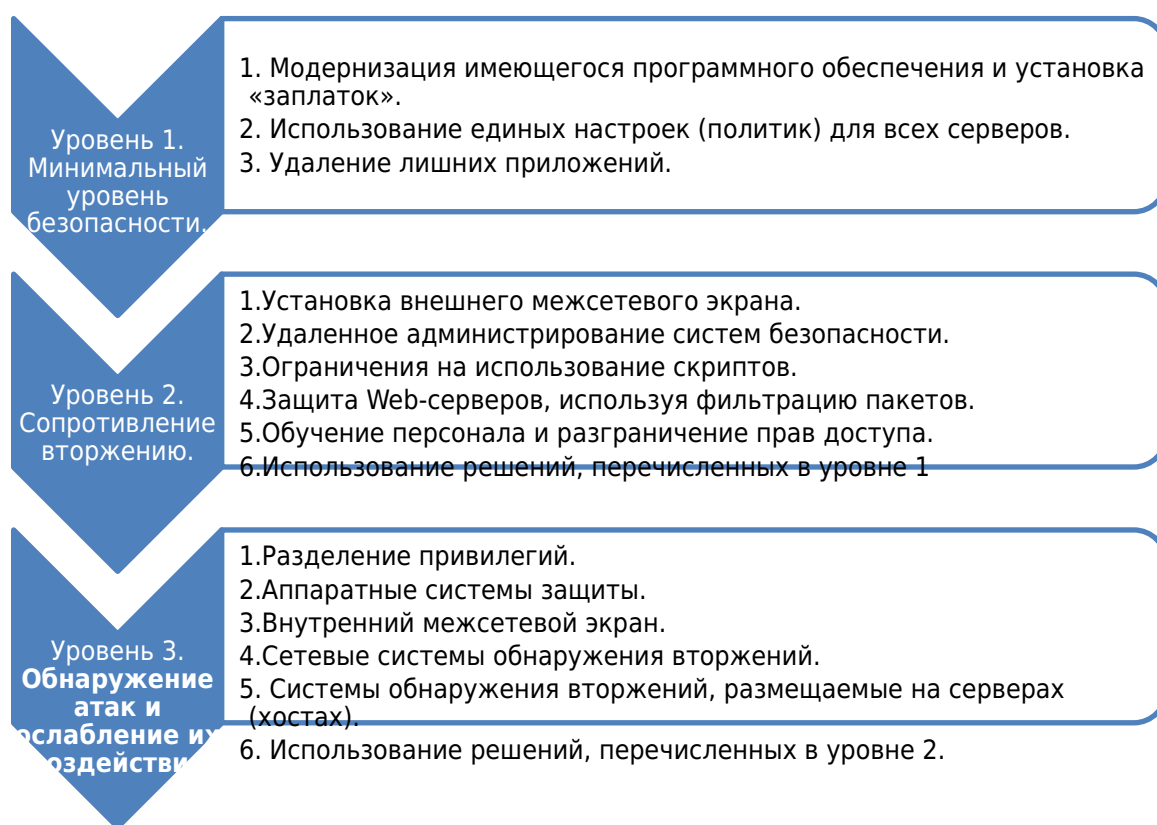 Уровень 1.
Минимальный
уровень
безопасности.
1. Модернизация имеющегося программного обеспечения и установка
«заплаток».
2. Использование единых настроек (политик) для всех серверов.
3. Удаление лишних приложений.
Уровень 2.
Сопротивление
вторжению.
1.Установка внешнего межсетевого экрана.
2.Удаленное администрирование систем безопасности.
3.Ограничения на использование скриптов.
4.Защита Web-серверов, используя фильтрацию пакетов.
5.Обучение персонала и разграничение прав доступа.
6.Использование решений, перечисленных в уровне 1
Уровень 3.
Обнаружение
атак и
ослабление их
воздействия
1.Разделение привилегий.
2.Аппаратные системы защиты.
3.Внутренний межсетевой экран.
4.Сетевые системы обнаружения вторжений.
5. Системы обнаружения вторжений, размещаемые на серверах
(хостах).
6. Использование решений, перечисленных в уровне 2.